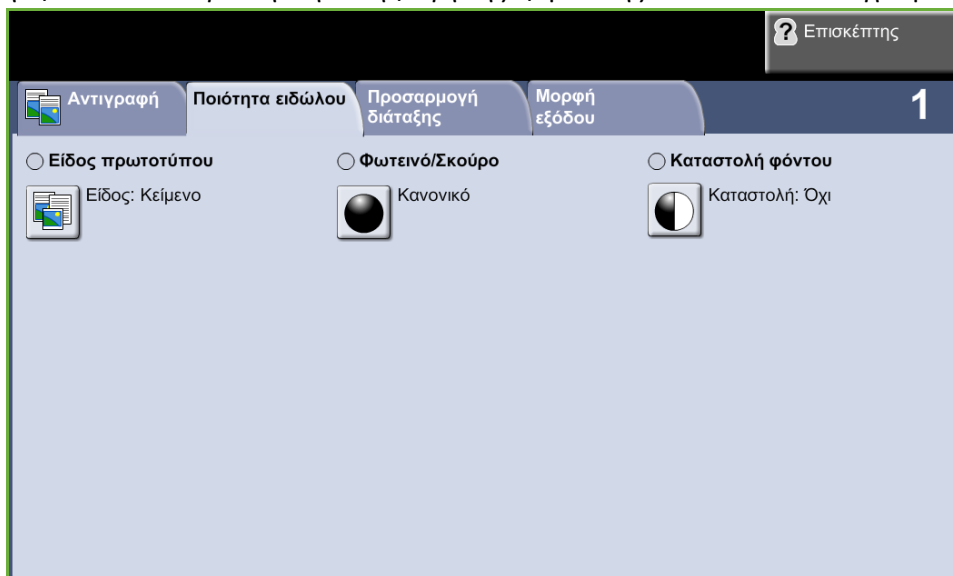 Επισκέπτης
Αντιγραφή
Ποιότητα ειδώλου
Προσαρμογή
διάταξης
Μορφή
εξόδου
1
Είδος πρωτοτύπου
Φωτεινό/Σκούρο
Καταστολή φόντου
Είδος: Κείμενο
Κανονικό
Καταστολή: Όχι